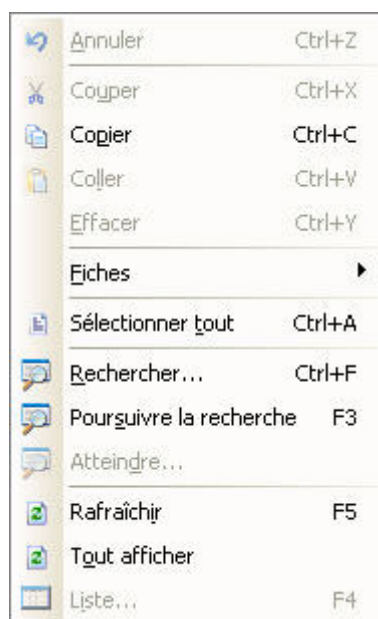 Annuler Ctrl+Z
Couper Ctrl+X
Copier Ctrl+C
Coller Ctrl+V
Effacer Ctrl+Y
Fiches
Sélectionner tout Ctrl+A
Rechercher... Ctrl+F
Poursuivre la recherche F3
Atteindre...
Rafraîchir F5
Tout afficher
Liste... F4